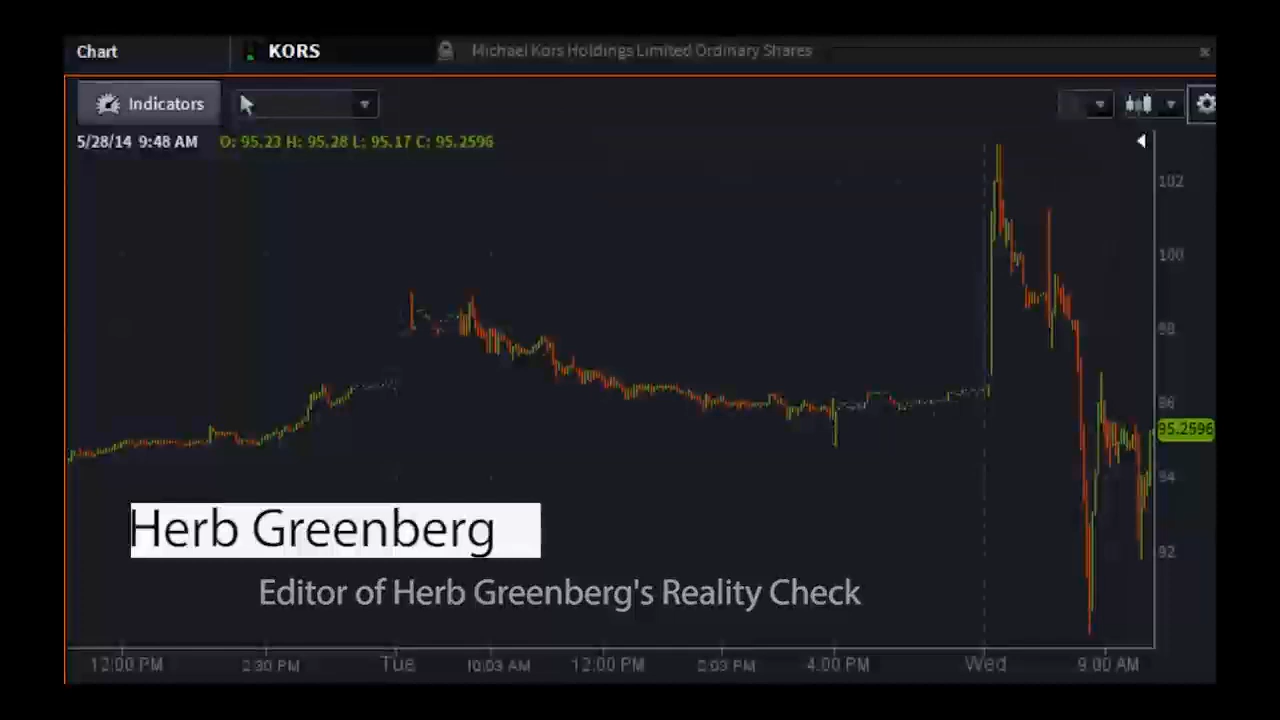 Chart
KORS
Michael Kors Holdings Limited Ordinary Shares
Indicators
5/28/14 9:48 AM O: 95.23 H: 95.28 L: 95.17 C: 95.2596
102
100
98
96
95.2596
94
92
Herb Greenberg
Editor of Herb Greenberg's Reality Check
12:00 PM 2:30 PM Tue 10:03 AM 12:00 PM 2:03 PM 4:00 PM Wed 9:00 AM